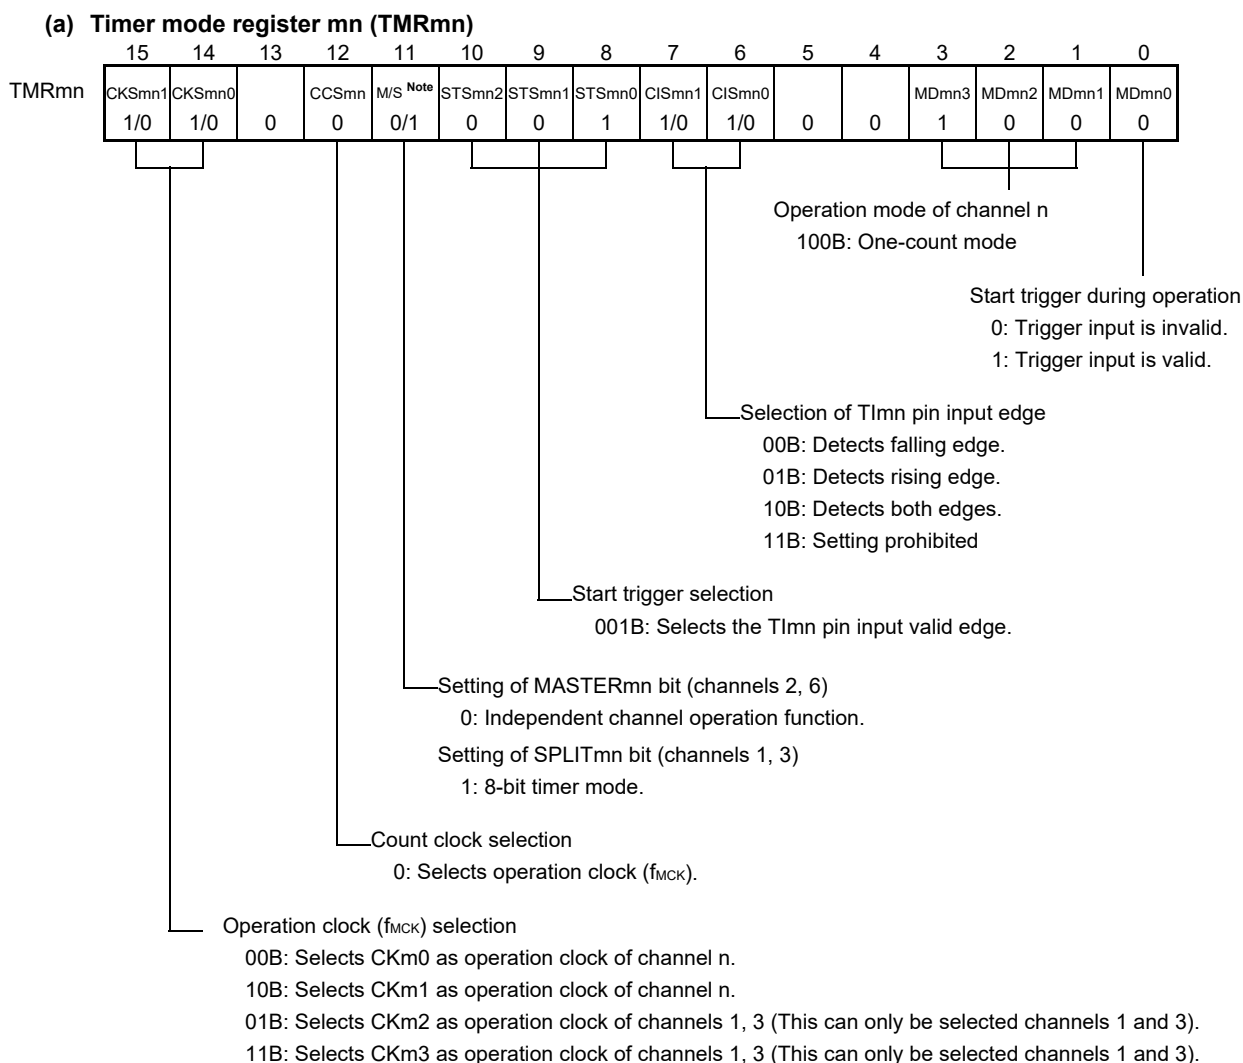 (a) Timer mode register mn (TMRmn)
15 14 13 12 11 10 9 8 7 6 5 4 3 2 1 0
TMRmn CKSmn1 CKSmn0 CCSmn M/S Note STSmn2 STSmn1 STSmn0 CISmn1 CISmn0 MDmn3 MDmn2 MDmn1 MDmn0
1/0 1/0 0 0 0/1 0 0 1 1/0 1/0 0 0 1 0 0 0
Operation mode of channel n
100B: One-count mode
Start trigger during operation
0: Trigger input is invalid.
1: Trigger input is valid.
Selection of TImn pin input edge
00B: Detects falling edge.
01B: Detects rising edge.
10B: Detects both edges.
11B: Setting prohibited
Start trigger selection
001B: Selects the TImn pin input valid edge.
Setting of MASTERmn bit (channels 2, 6)
0: Independent channel operation function.
Setting of SPLITmn bit (channels 1, 3)
1: 8-bit timer mode.
Count clock selection
0: Selects operation clock (fMCK).
Operation clock (fMCK) selection
00B: Selects CKm0 as operation clock of channel n.
10B: Selects CKm1 as operation clock of channel n.
01B: Selects CKm2 as operation clock of channels 1, 3 (This can only be selected channels 1 and 3).
11B: Selects CKm3 as operation clock of channels 1, 3 (This can only be selected channels 1 and 3).